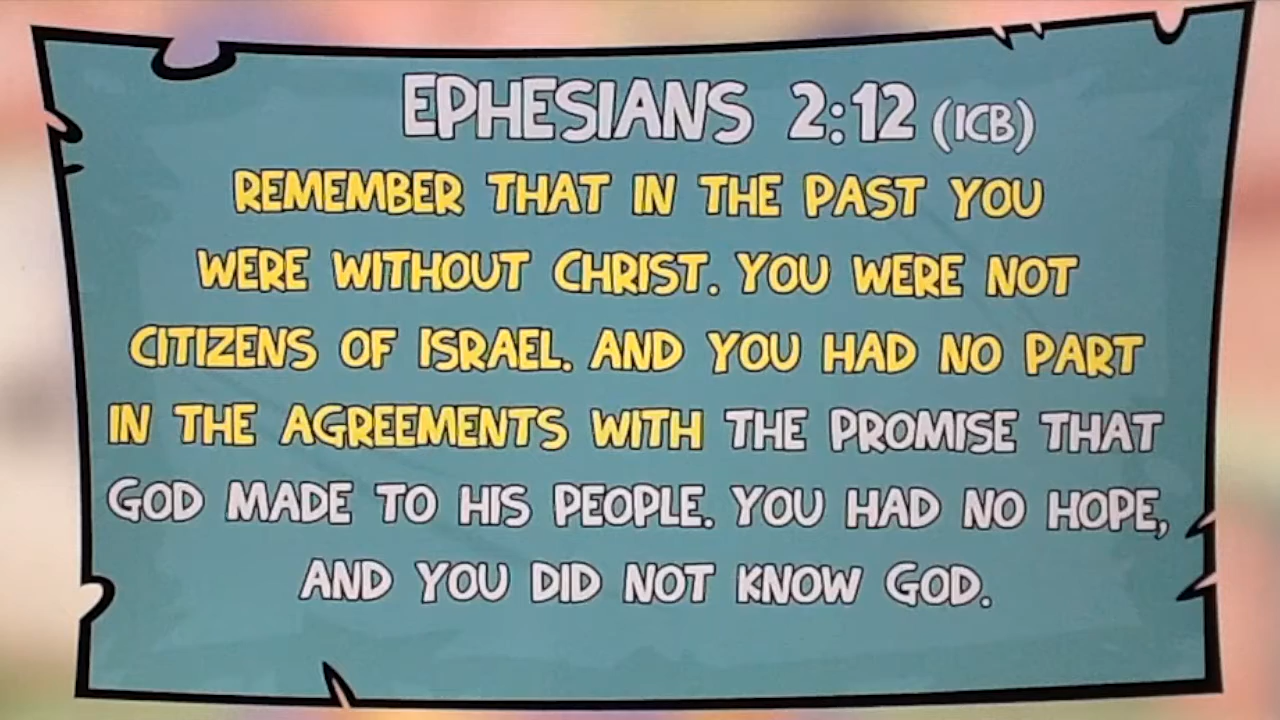 EPHESIANS 2:12 (ICB)
REMEMBER THAT IN THE PAST YOU
WERE WITHOUT CHRIST. YOU WERE NOT
CITIZENS OF ISRAEL. AND YOU HAD NO PART
IN THE AGREEMENTS WITH THE PROMISE THAT
GOD MADE TO HIS PEOPLE. YOU HAD NO HOPE,
AND YOU DID NOT KNOW GOD.